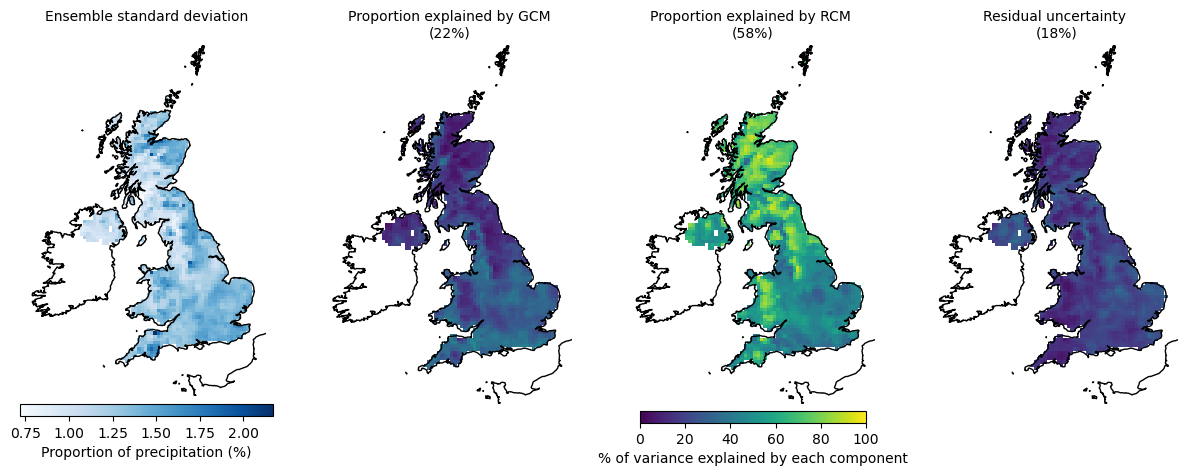 Ensemble standard deviation
Proportion explained by GCM
(22%)
Proportion explained by RCM
(58%)
Residual uncertainty
(18%)
0.75 1.00 1.25 1.50 1.75 2.00
Proportion of precipitation (%)
0 20 40 60 80 100
% of variance explained by each component